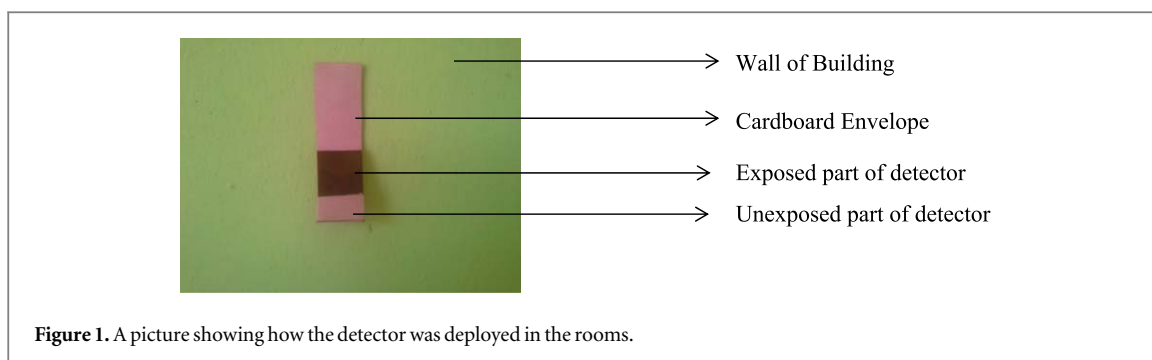 Wall of Building
Cardboard Envelope
Exposed part of detector
Unexposed part of detector
Figure 1. A picture showing how the detector was deployed in the rooms.